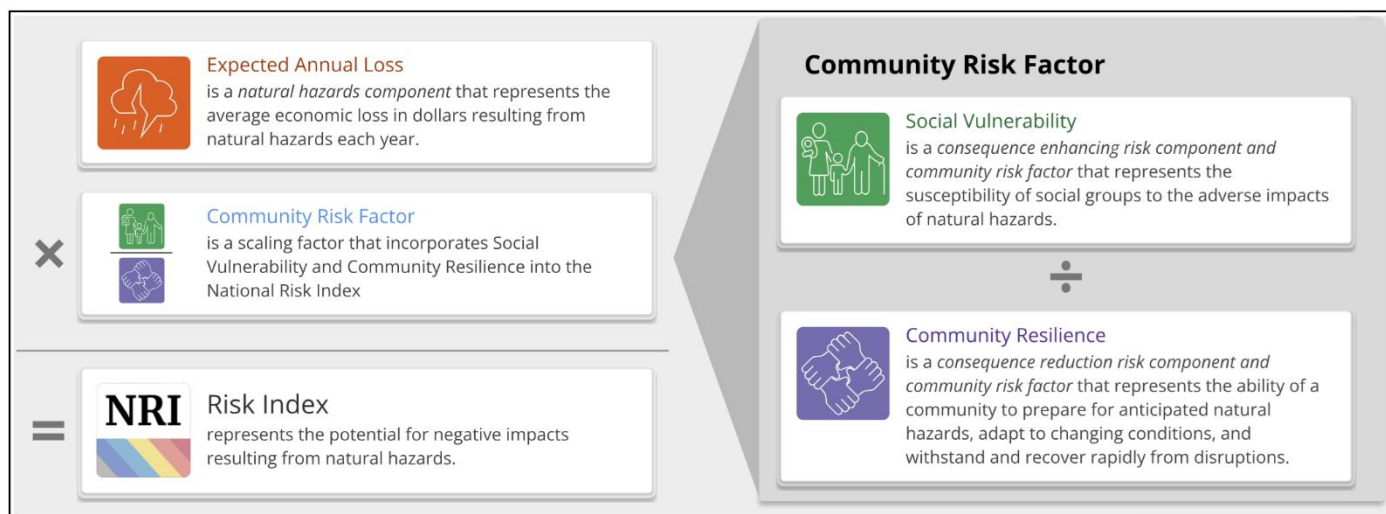 Expected Annual Loss
is a natural hazards component that represents the
average economic loss in dollars resulting from
natural hazards each year.
×
Community Risk Factor
is a scaling factor that incorporates Social
Vulnerability and Community Resilience into the
National Risk Index
=
NRI
Risk Index
represents the potential for negative impacts
resulting from natural hazards.
Community Risk Factor
Social Vulnerability
is a consequence enhancing risk component and
community risk factor that represents the
susceptibility of social groups to the adverse impacts
of natural hazards.
÷
Community Resilience
is a consequence reduction risk component and
community risk factor that represents the ability of a
community to prepare for anticipated natural
hazards, adapt to changing conditions, and
withstand and recover rapidly from disruptions.